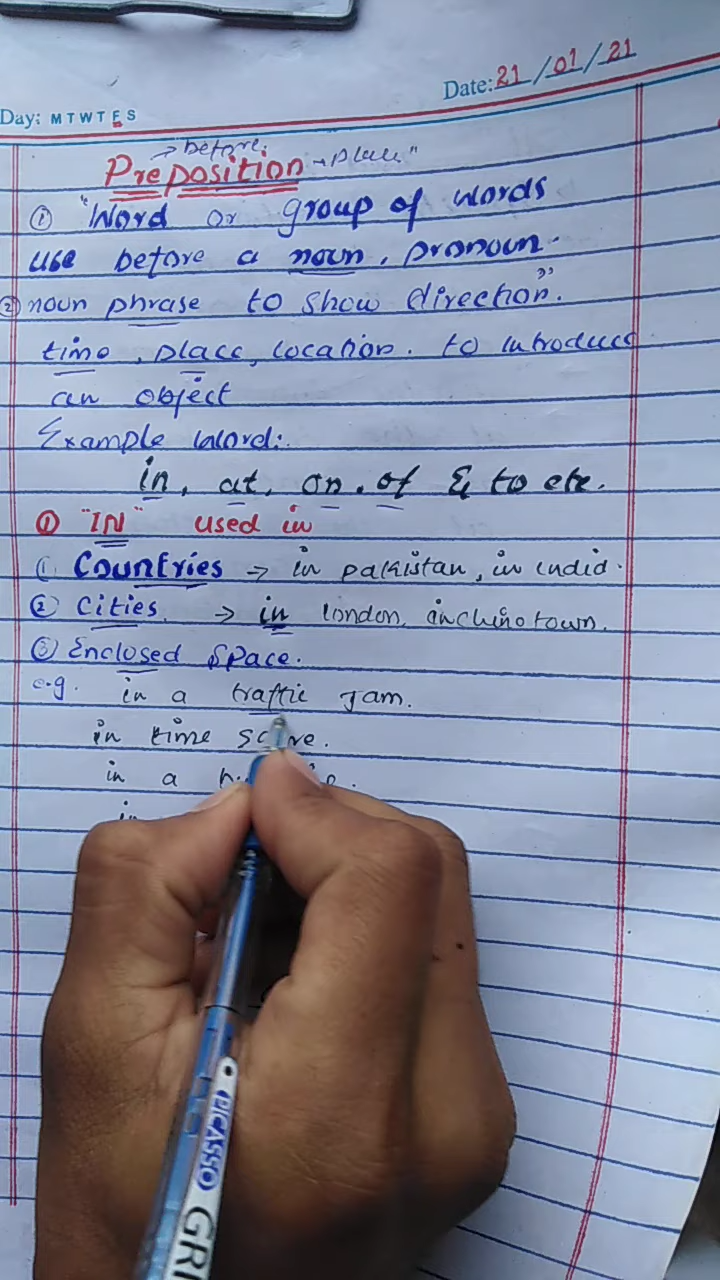 Date: 21/01/21
Day: M T W T F S
→ before → place"
Preposition
① "Word or group of words
use before a noun, pronoun.
② noun phrase to show direction".
time, place, location. to introduce
an object
Example word:.
in, at, on, of & to etc.
① "IN" used in
① Countries → in pakistan, in india.
② Cities. → in london, in chino town.
③ Enclosed Space.
e.g. in a traffic Jam.
in time
in a
in
PICASSO